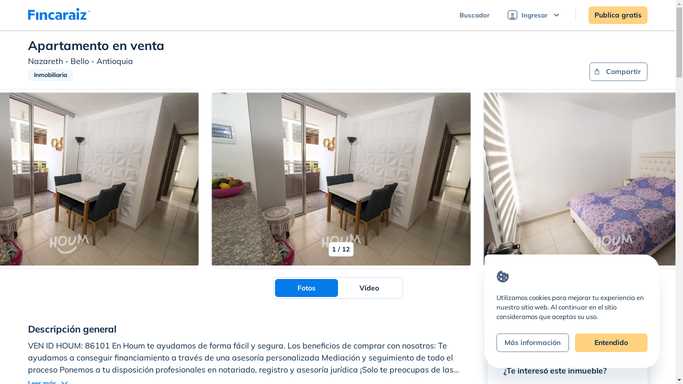 Fincaraiz
Buscador
Ingresar
Publica gratis
Apartamento en venta
Nazareth - Bello - Antioquia
Inmobiliaria
Compartir
HOUM
HOUM
HOUM
1 / 12
Fotos
Video
Descripción general
VEN ID HOUM: 86101 En Houm te ayudamos de forma fácil y segura. Los beneficios de comprar con nosotros: Te
ayudamos a conseguir financiamiento a través de una asesoría personalizada Mediación y seguimiento de todo el
proceso Ponemos a tu disposición profesionales en notariado, registro y asesoría jurídica ¡Solo te preocupas de las...
Leer más
Utilizamos cookies para mejorar tu experiencia en
nuestro sitio web. Al continuar en el sitio
consideramos que aceptas su uso.
Más información
Entendido
¿Te interesó este inmueble?